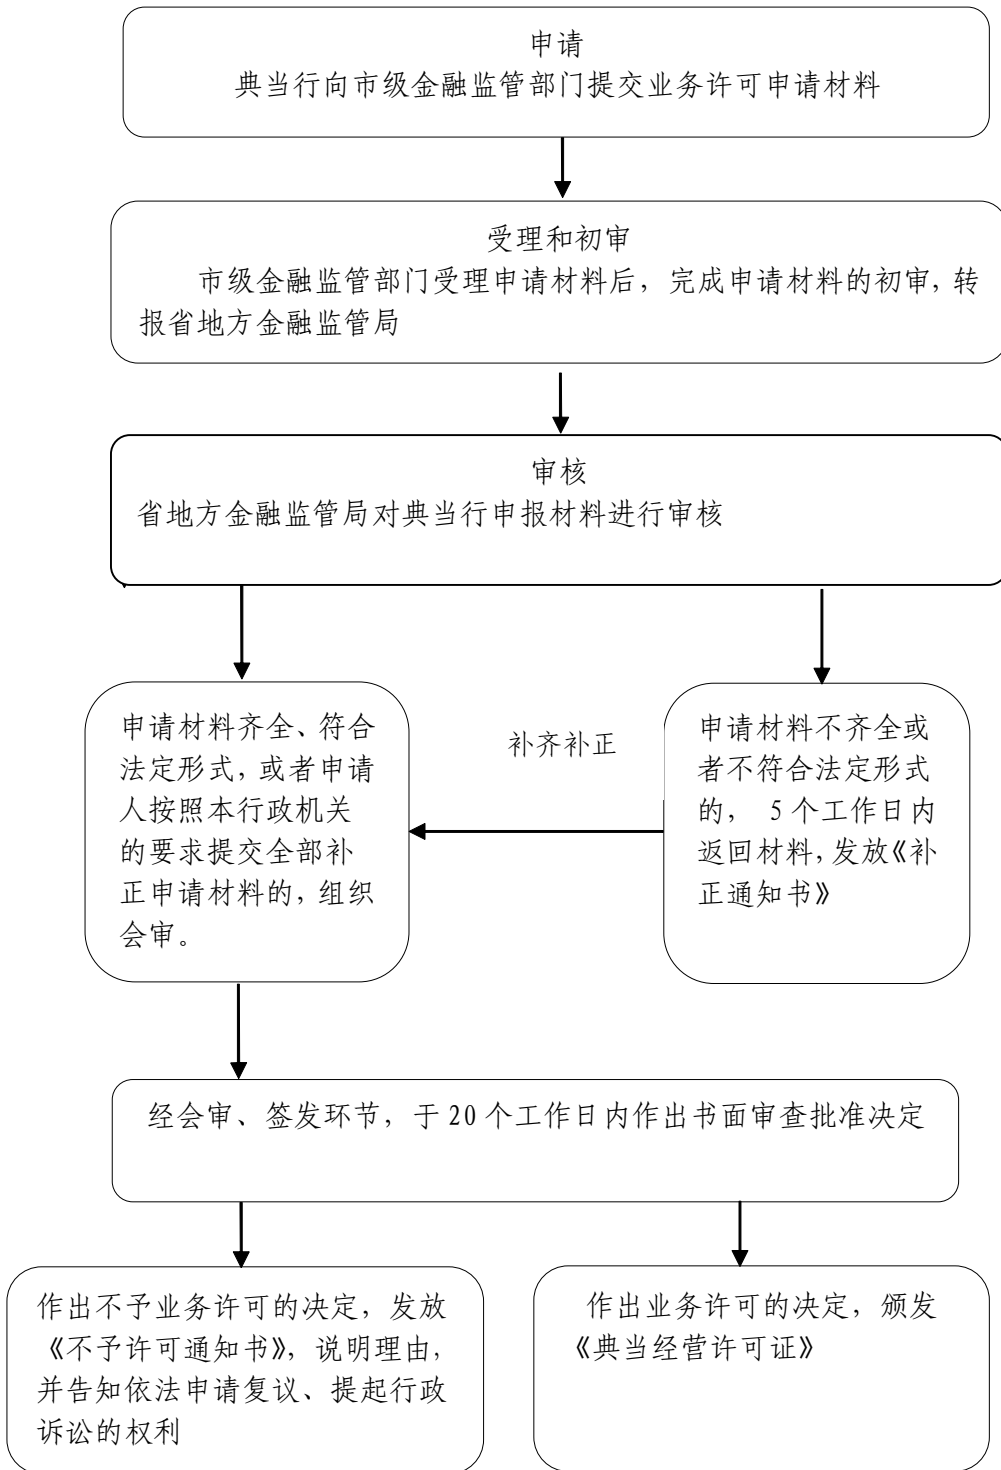 申请
典当行向市级金融监管部门提交业务许可申请材料
受理和初审
市级金融监管部门受理申请材料后，完成申请材料的初审，转
报省地方金融监管局
审核
省地方金融监管局对典当行申报材料进行审核
申请材料齐全、符合
法定形式，或者申请
人按照本行政机关
的要求提交全部补
正申请材料的，组织
会审。
补齐补正
申请材料不齐全或
者不符合法定形式
的， 5 个工作日内
返回材料，发放《补
正通知书》
经会审、签发环节，于 20 个工作日内作出书面审查批准决定
作出不予业务许可的决定，发放
《不予许可通知书》，说明理由，
并告知依法申请复议、提起行政
诉讼的权利
作出业务许可的决定，颁发
《典当经营许可证》